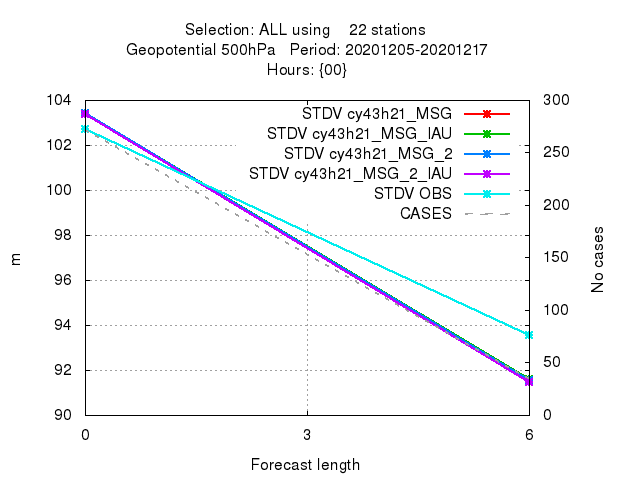 Selection: ALL using    22 stations
Geopotential 500hPa   Period: 20201205-20201217
Hours: {00}
104
102
100
98
96
94
92
90
300
250
200
150
100
50
0
STDV cy43h21_MSG
STDV cy43h21_MSG_IAU
STDV cy43h21_MSG_2
STDV cy43h21_MSG_2_IAU
STDV OBS
CASES
m
No cases
0 3 6
Forecast length